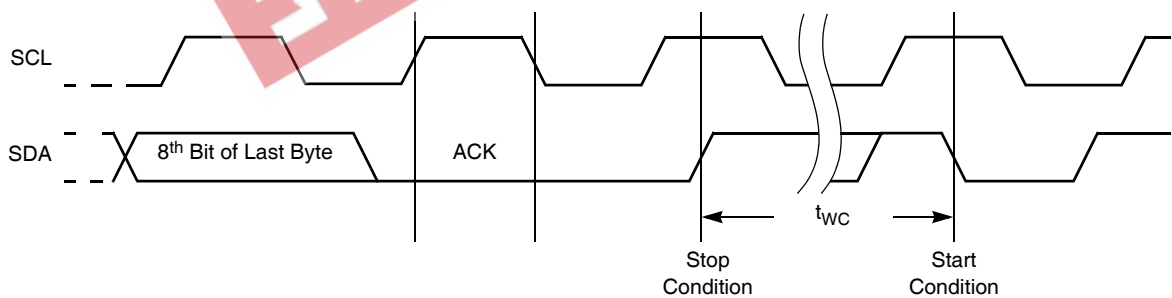 SCL
SDA
8th Bit of Last Byte
ACK
tWC
Stop
Condition
Start
Condition